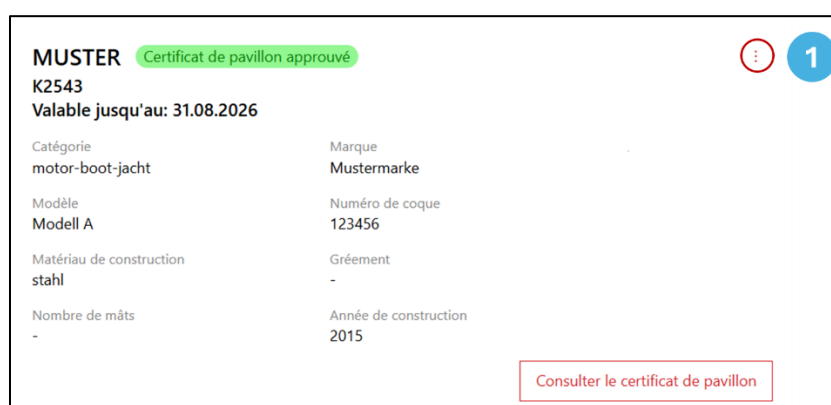 MUSTER Certificat de pavillon approuvé
1
K2543
Valable jusqu'au: 31.08.2026
Catégorie Marque
motor-boot-jacht Mustermarke
Modèle Numéro de coque
Modell A 123456
Matériau de construction Gréement
stahl -
Nombre de mâts Année de construction
- 2015
Consulter le certificat de pavillon